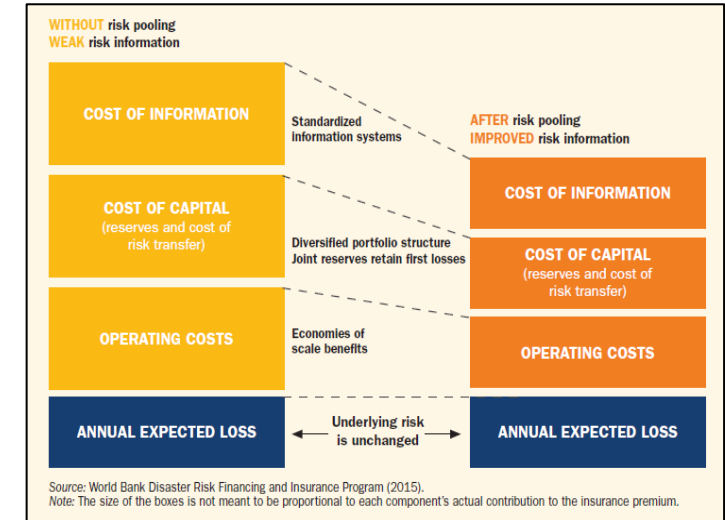 WITHOUT risk pooling
WEAK risk information
COST OF INFORMATION
COST OF CAPITAL
(reserves and cost of
risk transfer)
OPERATING COSTS
ANNUAL EXPECTED LOSS
Standardized
information systems
Diversified portfolio structure
Joint reserves retain first losses
Economies of
scale benefits
Underlying risk
is unchanged
AFTER risk pooling
IMPROVED risk information
COST OF INFORMATION
COST OF CAPITAL
(reserves and cost of
risk transfer)
OPERATING COSTS
ANNUAL EXPECTED LOSS
Source: World Bank Disaster Risk Financing and Insurance Program (2015).
Note: The size of the boxes is not meant to be proportional to each component's actual contribution to the insurance premium.